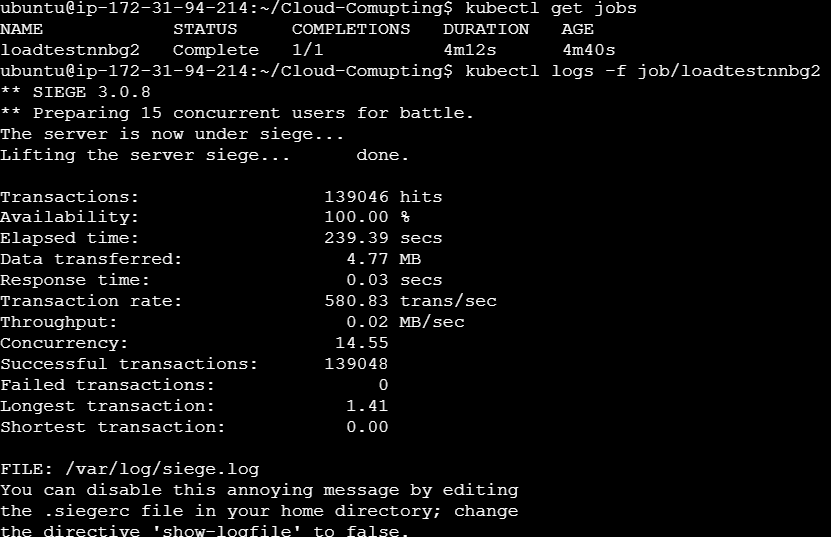 ubuntu@ip-172-31-94-214:~/Cloud-Comupting$ kubectl get jobs
NAME STATUS COMPLETIONS DURATION AGE
loadtestnnbg2 Complete 1/1 4m12s 4m40s
ubuntu@ip-172-31-94-214:~/Cloud-Comupting$ kubectl logs -f job/loadtestnnbg2
** SIEGE 3.0.8
** Preparing 15 concurrent users for battle.
The server is now under siege...
Lifting the server siege... done.
Transactions: 139046 hits
Availability: 100.00 %
Elapsed time: 239.39 secs
Data transferred: 4.77 MB
Response time: 0.03 secs
Transaction rate: 580.83 trans/sec
Throughput: 0.02 MB/sec
Concurrency: 14.55
Successful transactions: 139048
Failed transactions: 0
Longest transaction: 1.41
Shortest transaction: 0.00
FILE: /var/log/siege.log
You can disable this annoying message by editing
the .siegerc file in your home directory; change
the directive 'show-logfile' to false.